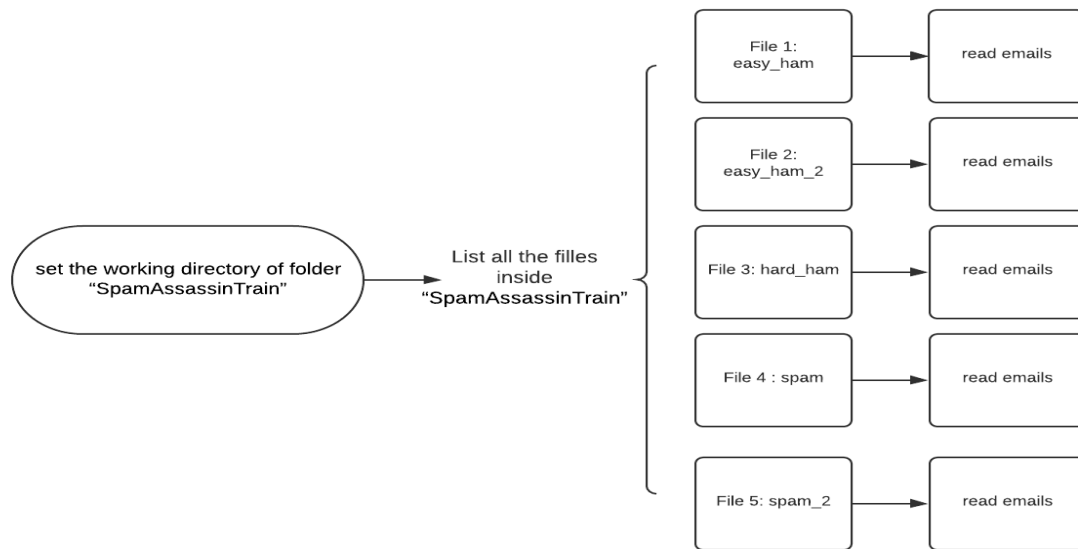 set the working directory of folder
“SpamAssassinTrain”
List all the filles
inside
“SpamAssassinTrain”
File 1:
easy_ham
read emails
File 2:
easy_ham_2
read emails
File 3: hard_ham
read emails
File 4 : spam
read emails
File 5: spam_2
read emails